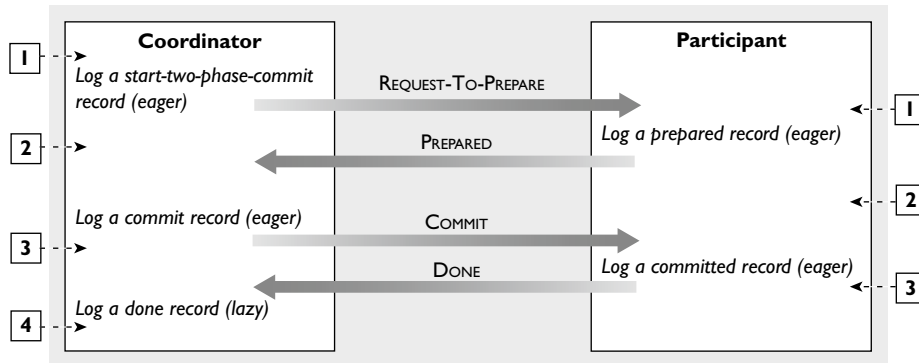 Coordinator
Participant
1
Log a start-two-phase-commit
record (eager)
REQUEST-TO-PREPARE
1
Log a prepared record (eager)
2
PREPARED
2
Log a commit record (eager)
COMMIT
3
DONE
Log a committed record (eager)
3
Log a done record (lazy)
4